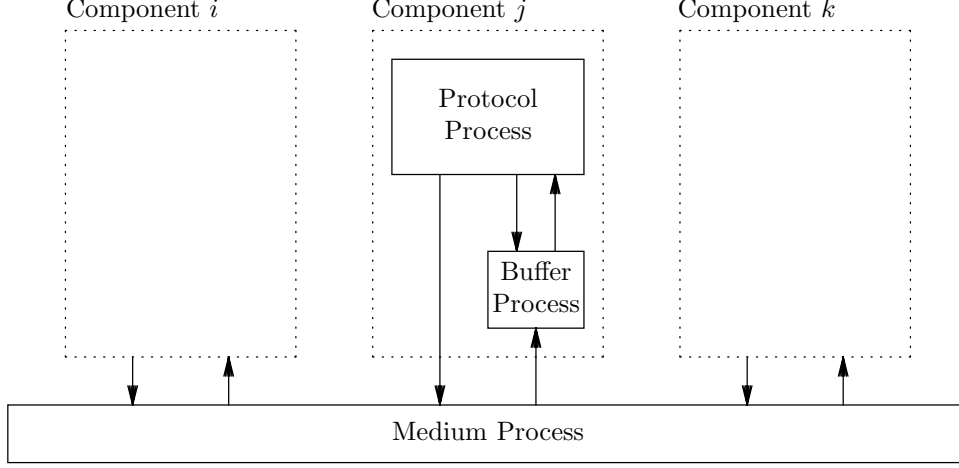 Component i
Component j
Component k
Protocol
Process
Buffer
Process
Medium Process